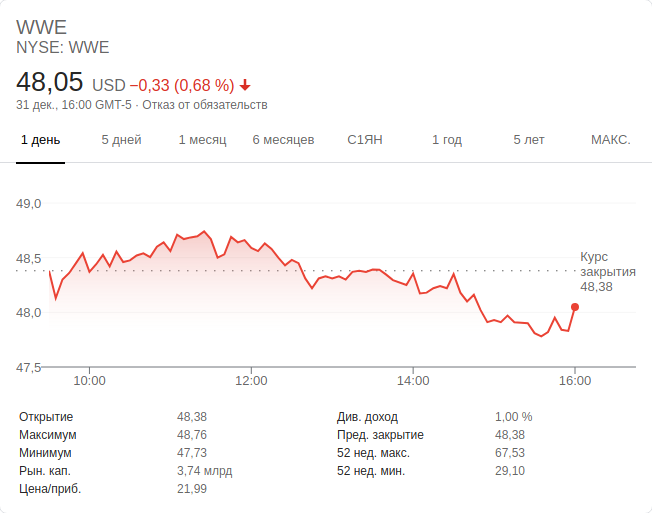 WWE
NYSE: WWE
48,05 USD −0,33 (0,68 %)
31 дек., 16:00 GMT-5 · Отказ от обязательств
1 день 5 дней 1 месяц 6 месяцев С1ЯН 1 год 5 лет МАКС.
49,0
48,5
48,0
47,5
Курс
закрытия
48,38
10:00 12:00 14:00 16:00
Открытие 48,38 Див. доход 1,00 %
Максимум 48,76 Пред. закрытие 48,38
Минимум 47,73 52 нед. макс. 67,53
Рын. кап. 3,74 млрд 52 нед. мин. 29,10
Цена/приб. 21,99